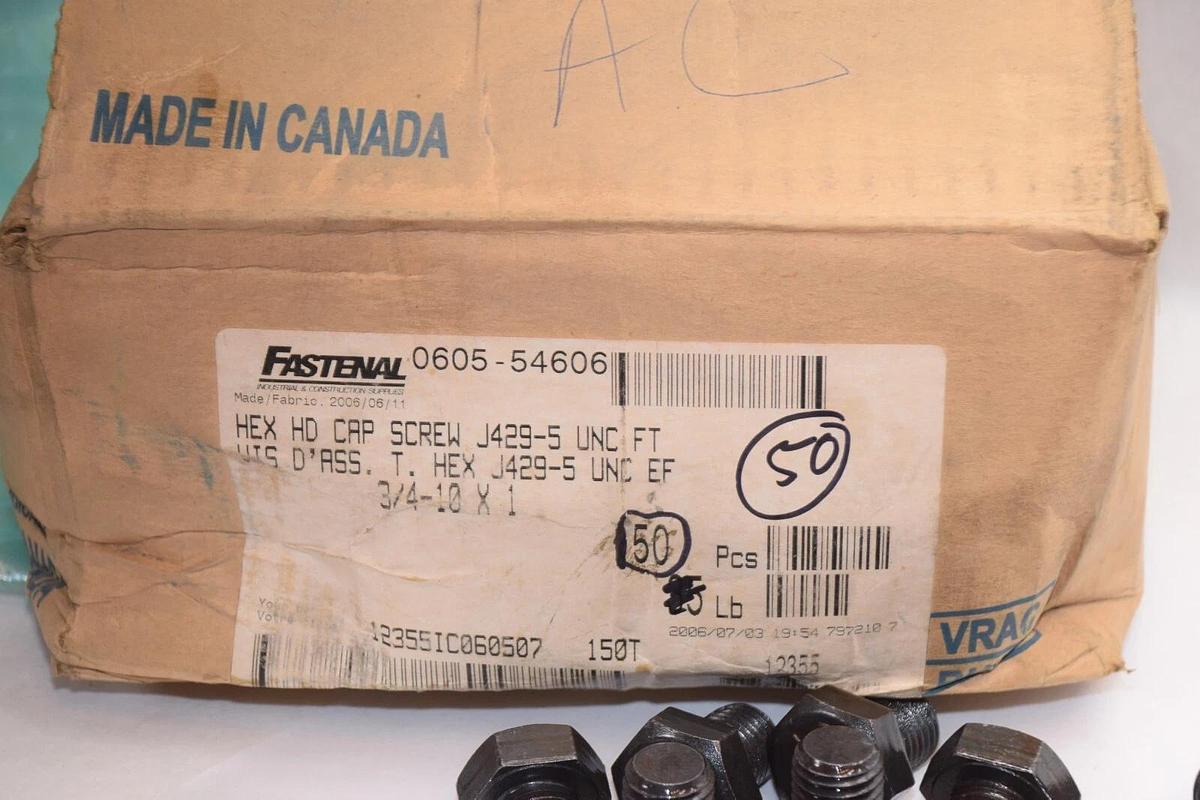 AC
MADE IN CANADA
FASTENAL 0605-54606
INDUSTRIAL & CONSTRUCTION SUPPLIES
Made/Fabric. 2006/06/11
HEX HD CAP SCREW J429-5 UNC FT
VIS D'ASS. T. HEX J429-5 UNC EF
3/4-10 X 1
50
150 Pcs
Lb
2006/07/03 19:54 797210 7
12355IC060507 150T
12355
VRAC